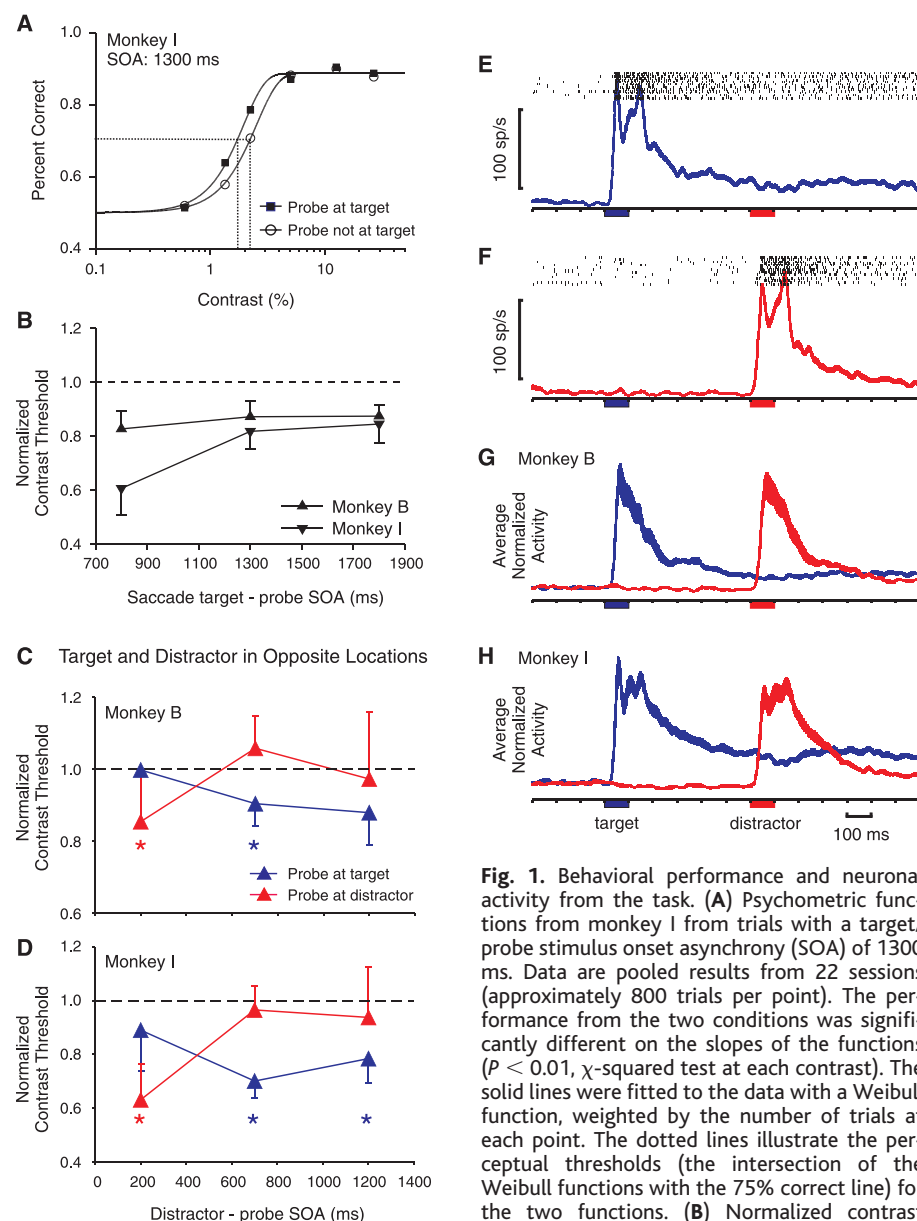 A
Monkey I
SOA: 1300 ms
1.0
0.8
0.6
0.4
Percent Correct
Probe at target
Probe not at target
0.1
1
10
Contrast (%)
B
1.2
1.0
0.8
0.6
0.4
Normalized
Contrast Threshold
Monkey B
Monkey I
700
900
1100
1300
1500
1700
1900
Saccade target - probe SOA (ms)
C
Target and Distractor in Opposite Locations
Monkey B
1.2
1.0
0.8
0.6
Normalized
Contrast Threshold
*
*
Probe at target
Probe at distractor
D
Monkey I
1.2
1.0
0.8
0.6
0.4
Normalized
Contrast Threshold
*
*
*
0
200
400
600
800
1000
1200
1400
Distractor - probe SOA (ms)
E
100 sp/s
F
100 sp/s
G
Monkey B
Average
Normalized
Activity
H
Monkey I
Average
Normalized
Activity
target
distractor
100 ms
Fig. 1. Behavioral performance and neurona
activity from the task. (A) Psychometric func-
tions from monkey I from trials with a target/
probe stimulus onset asynchrony (SOA) of 1300
ms. Data are pooled results from 22 sessions
(approximately 800 trials per point). The per-
formance from the two conditions was signifi-
cantly different on the slopes of the functions
(P < 0.01, χ-squared test at each contrast). The
solid lines were fitted to the data with a Weibul
function, weighted by the number of trials at
each point. The dotted lines illustrate the per-
ceptual thresholds (the intersection of the
Weibull functions with the 75% correct line) fo
the two functions. (B) Normalized contrast